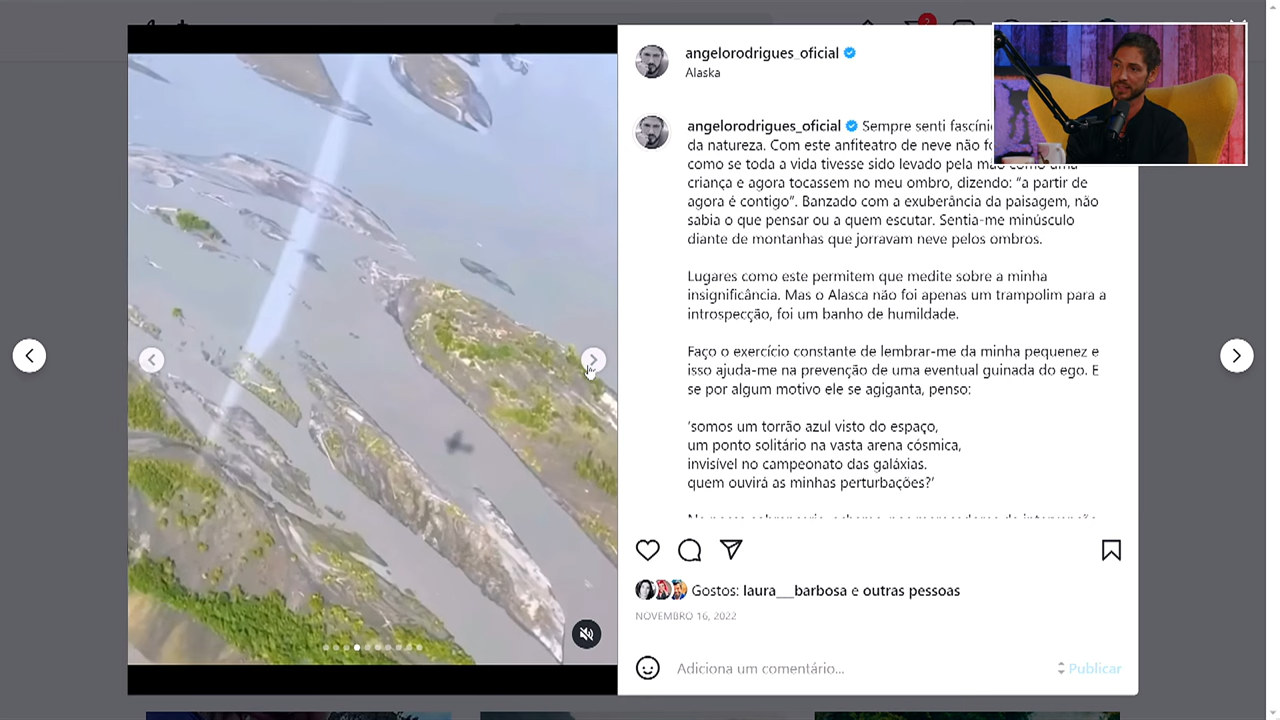 2
angelorodrigues_oficial
Alaska
angelorodrigues_oficial Sempre senti fascíni
da natureza. Com este anfiteatro de neve não fo
como se toda a vida tivesse sido levado pela mão como uma
criança e agora tocassem no meu ombro, dizendo: “a partir de
agora é contigo”. Banzado com a exuberância da paisagem, não
sabia o que pensar ou a quem escutar. Sentia-me minúsculo
diante de montanhas que jorravam neve pelos ombros.
Lugares como este permitem que medite sobre a minha
insignificância. Mas o Alasca não foi apenas um trampolim para a
introspecção, foi um banho de humildade.
Faço o exercício constante de lembrar-me da minha pequenez e
isso ajuda-me na prevenção de uma eventual guinada do ego. E
se por algum motivo ele se agiganta, penso:
‘somos um torrão azul visto do espaço,
um ponto solitário na vasta arena cósmica,
invisível no campeonato das galáxias.
quem ouvirá as minhas perturbações?’
Gostos: laura___barbosa e outras pessoas
NOVEMBRO 16, 2022
Adiciona um comentário...
Publicar